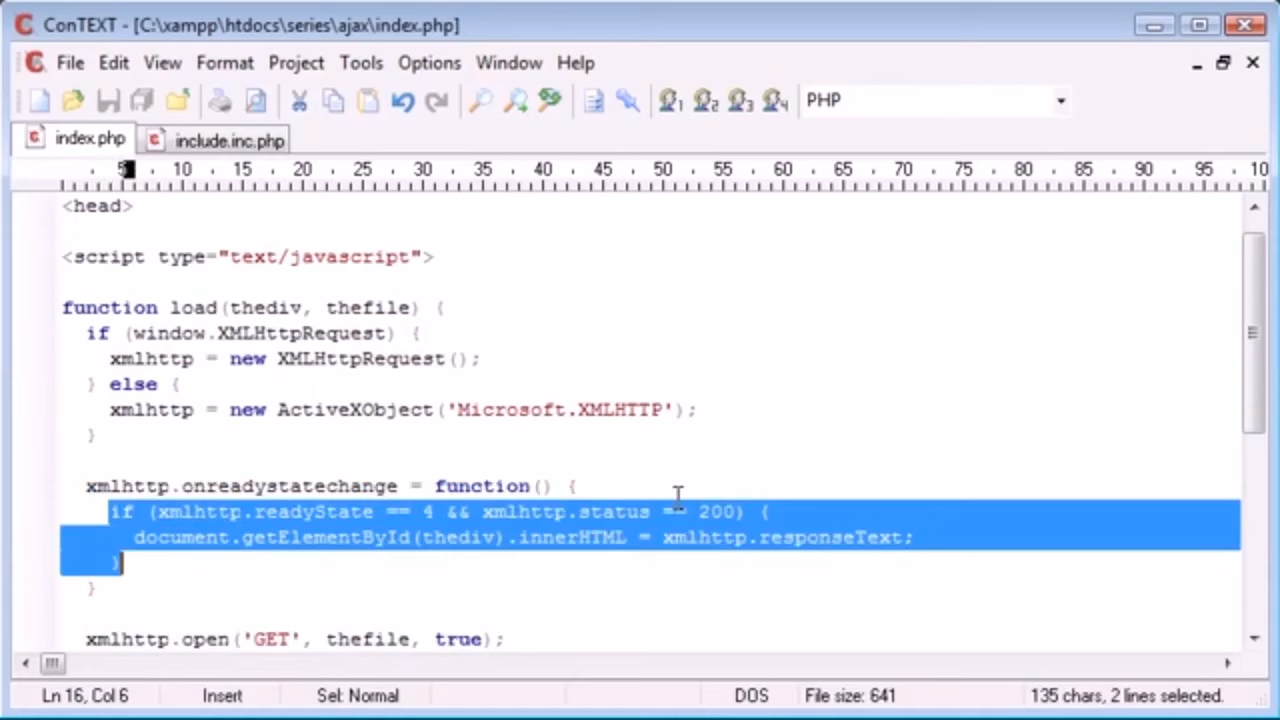 ConTEXT - [C:\xampp\htdocs\series\ajax\index.php]
File Edit View Format Project Tools Options Window Help
1 2 3 4 PHP
index.php include.inc.php
5 10 15 20 25 30 35 40 45 50 55 60 65 70 75 80 85 90 95 10
<head>
<script type="text/javascript">
function load(thediv, thefile) {
if (window.XMLHttpRequest) {
xmlhttp = new XMLHttpRequest();
} else {
xmlhttp = new ActiveXObject('Microsoft.XMLHTTP');
}
xmlhttp.onreadystatechange = function() {
if (xmlhttp.readyState == 4 && xmlhttp.status == 200) {
document.getElementById(thediv).innerHTML = xmlhttp.responseText;
}
}
xmlhttp.open('GET', thefile, true);
Ln 16, Col 6 Insert Sel: Normal DOS File size: 641 135 chars, 2 lines selected.